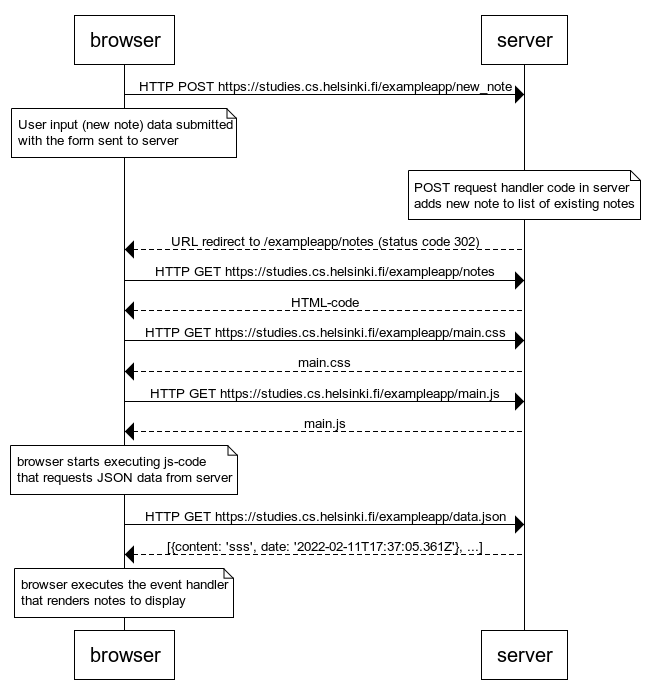 browser
server
HTTP POST https://studies.cs.helsinki.fi/exampleapp/new_note
User input (new note) data submitted
with the form sent to server
POST request handler code in server
adds new note to list of existing notes
URL redirect to /exampleapp/notes (status code 302)
HTTP GET https://studies.cs.helsinki.fi/exampleapp/notes
HTML-code
HTTP GET https://studies.cs.helsinki.fi/exampleapp/main.css
main.css
HTTP GET https://studies.cs.helsinki.fi/exampleapp/main.js
main.js
browser starts executing js-code
that requests JSON data from server
HTTP GET https://studies.cs.helsinki.fi/exampleapp/data.json
[{content: 'sss', date: '2022-02-11T17:37:05.361Z'}, ...]
browser executes the event handler
that renders notes to display
browser
server